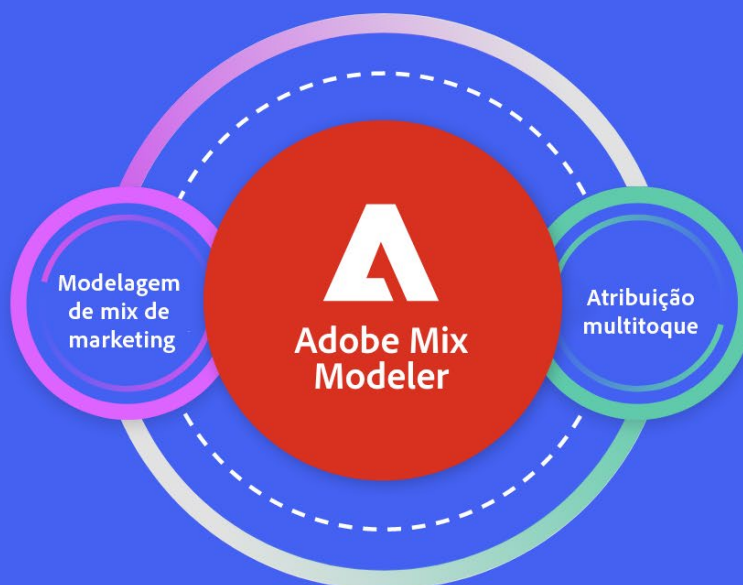 Modelagem
de mix de
marketing
Adobe Mix
Modeler
Atribuição
multitoque